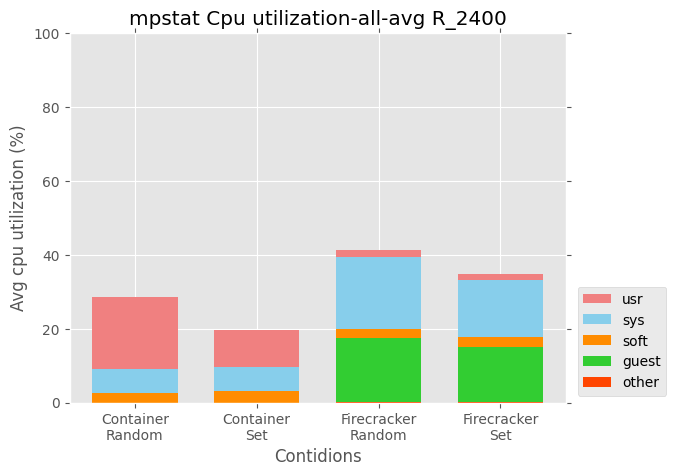 mpstat Cpu utilization-all-avg R_2400
Avg cpu utilization (%)
100
80
60
40
20
0
Container
Random
Container
Set
Firecracker
Random
Firecracker
Set
Contidions
usr
sys
soft
guest
other